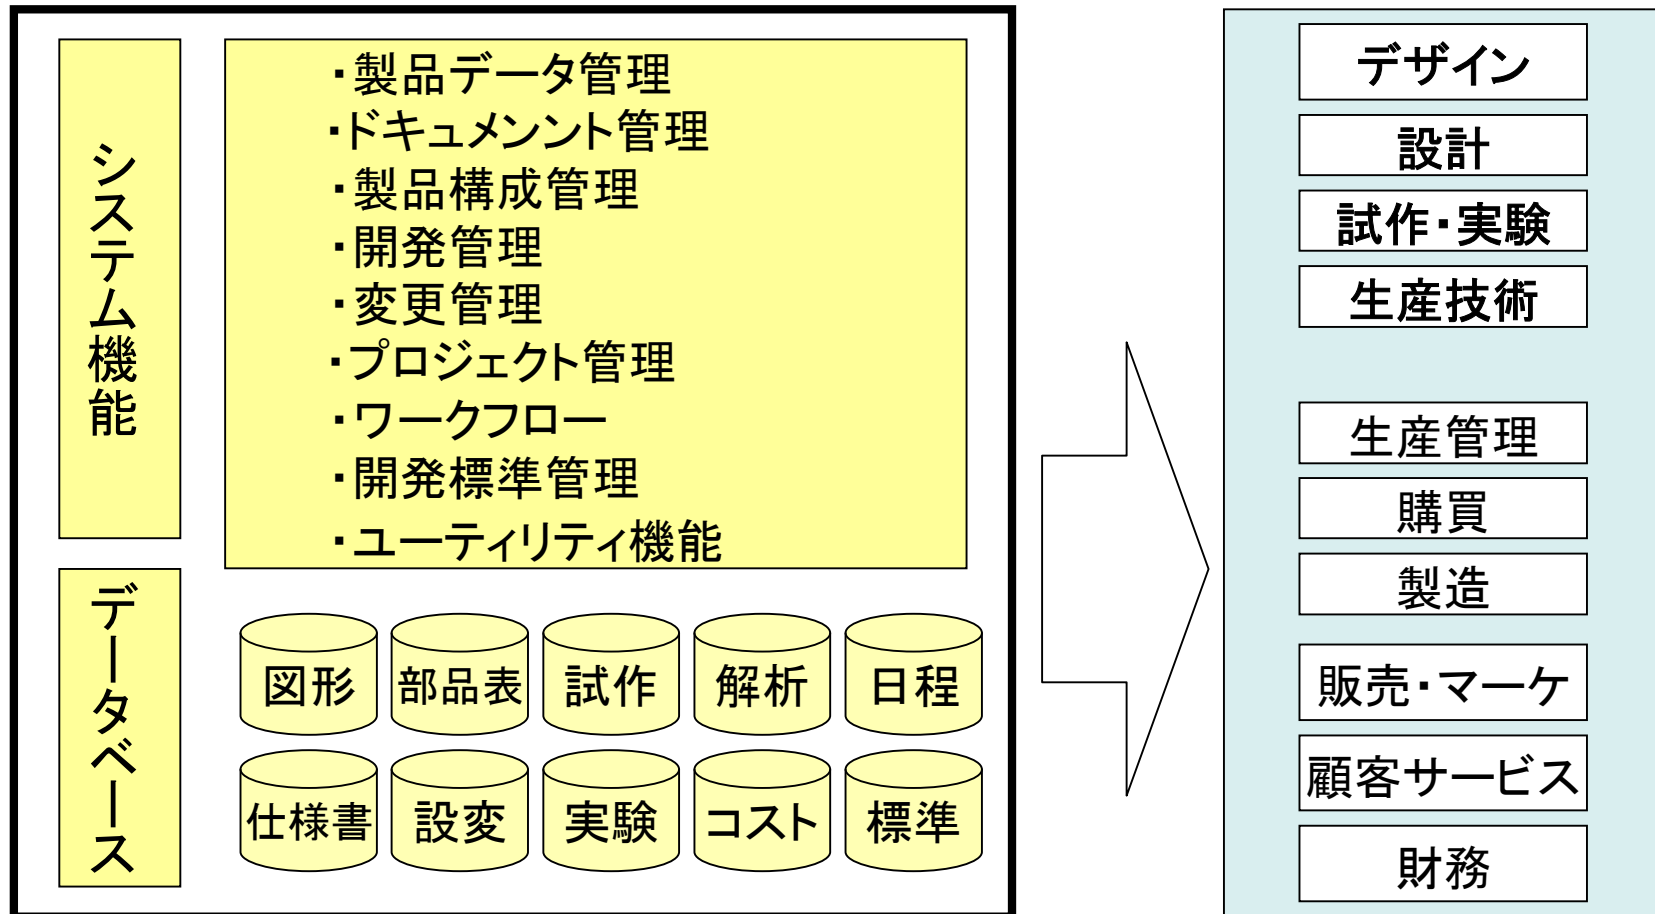 システム機能
・製品データ管理
・ドキュメンント管理
・製品構成管理
・開発管理
・変更管理
・プロジェクト管理
・ワークフロー
・開発標準管理
・ユーティリティ機能
データベース
図形
部品表
試作
解析
日程
仕様書
設変
実験
コスト
標準
デザイン
設計
試作・実験
生産技術
生産管理
購買
製造
販売・マーケ
顧客サービス
財務